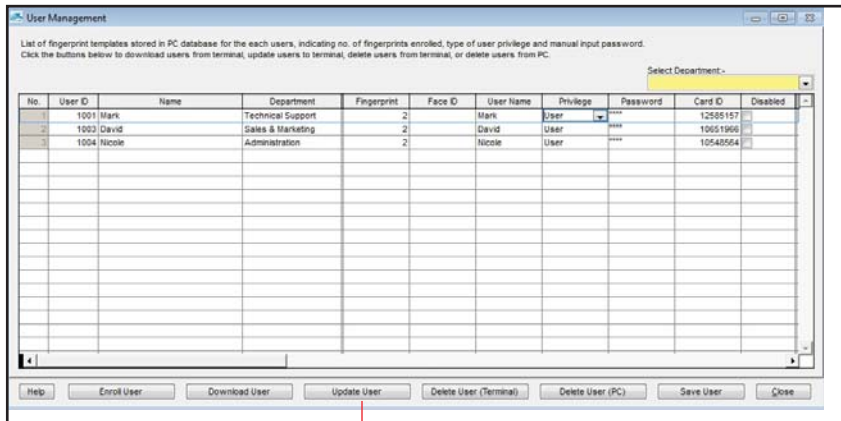 User Management
List of fingerprint templates stored in PC database for the each users, indicating no. of fingerprints enrolled, type of user privilege and manual input password.
Click the buttons below to download users from terminal, update users to terminal, delete users from terminal, or delete users from PC.
Select Department:-
No. User ID Name Department Fingerprint Face ID User Name Privilege Password Card ID Disabled
1 1001 Mark Technical Support 2 Mark User **** 12585157
2 1003 David Sales & Marketing 2 David User **** 10651966
3 1004 Nicole Administration 2 Nicole User **** 10548564
Help Enroll User Download User Update User Delete User (Terminal) Delete User (PC) Save User Close